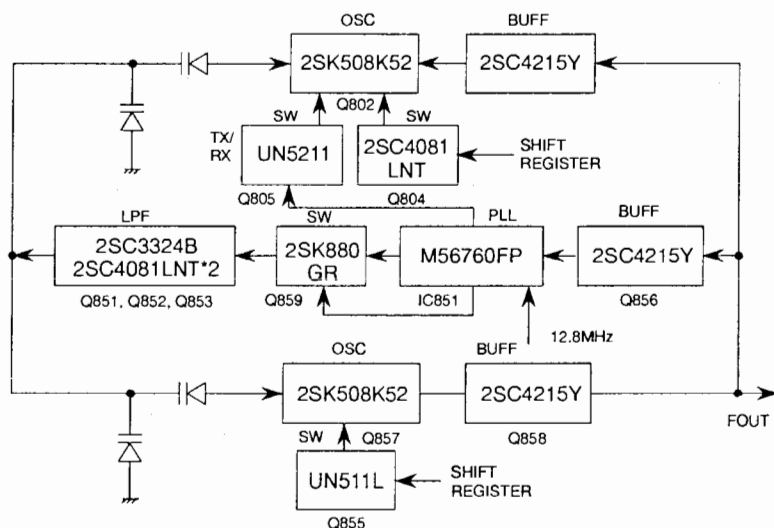 OSC
BUFF
2SK508K52
2SC4215Y
Q802
SW
SW
TX/
RX
UN5211
2SC4081
LNT
SHIFT
REGISTER
Q805
Q804
LPF
SW
PLL
BUFF
2SC3324B
2SC4081LNT*2
2SK880
GR
M56760FP
2SC4215Y
Q851, Q852, Q853
Q859
IC851
Q856
12.8MHz
OSC
BUFF
2SK508K52
2SC4215Y
FOUT
SW
Q857
Q858
UN511L
SHIFT
REGISTER
Q855